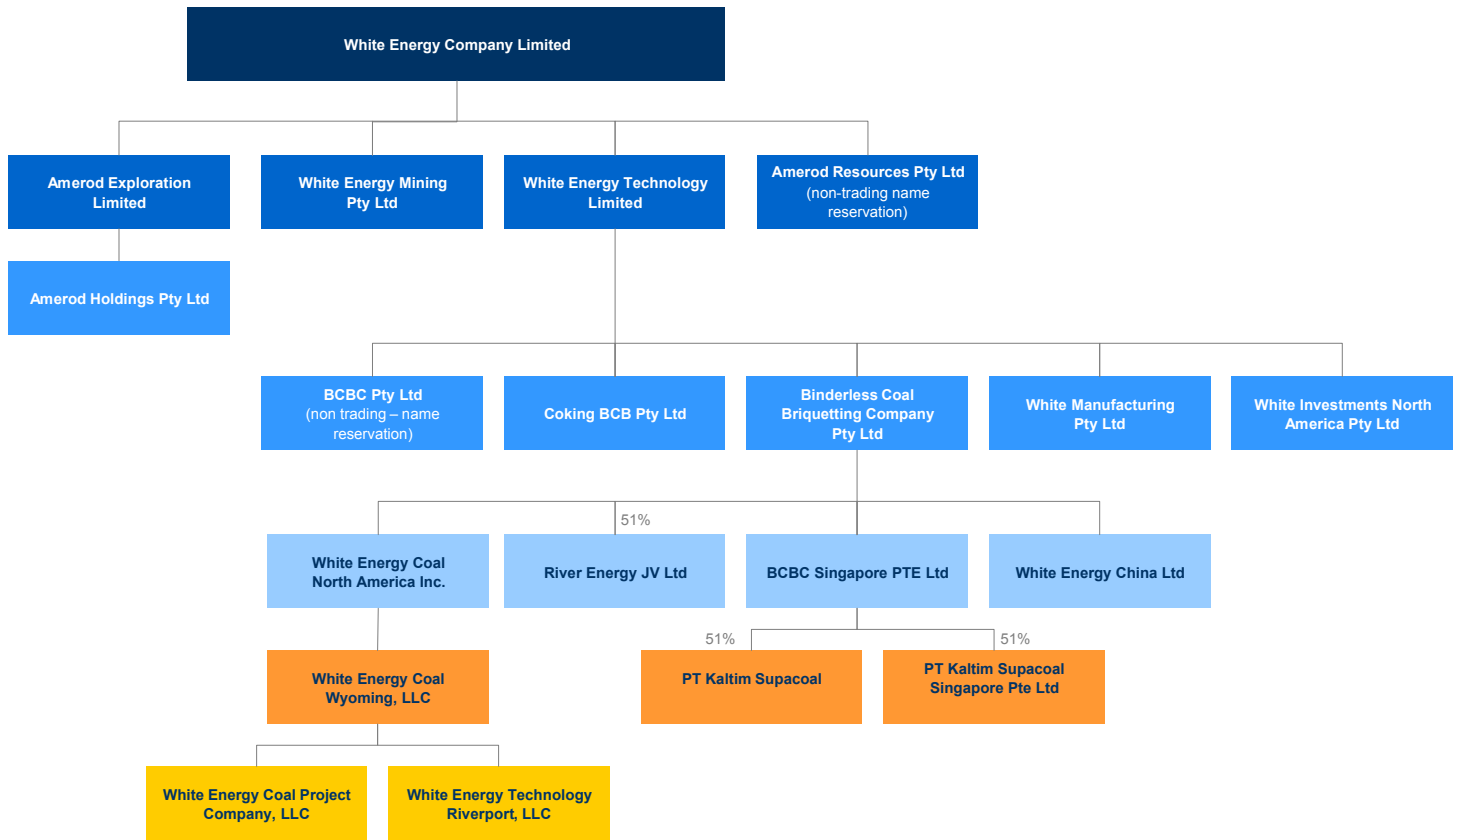 White Energy Company Limited
Amerod Exploration
Limited
White Energy Mining
Pty Ltd
White Energy Technology
Limited
Amerod Resources Pty Ltd
(non-trading name
reservation)
Amerod Holdings Pty Ltd
BCBC Pty Ltd
(non trading – name
reservation)
Coking BCB Pty Ltd
Binderless Coal
Briquetting Company
Pty Ltd
White Manufacturing
Pty Ltd
White Investments North
America Pty Ltd
51%
White Energy Coal
North America Inc.
River Energy JV Ltd
BCBC Singapore PTE Ltd
White Energy China Ltd
51%
51%
White Energy Coal
Wyoming, LLC
PT Kaltim Supacoal
PT Kaltim Supacoal
Singapore Pte Ltd
White Energy Coal Project
Company, LLC
White Energy Technology
Riverport, LLC